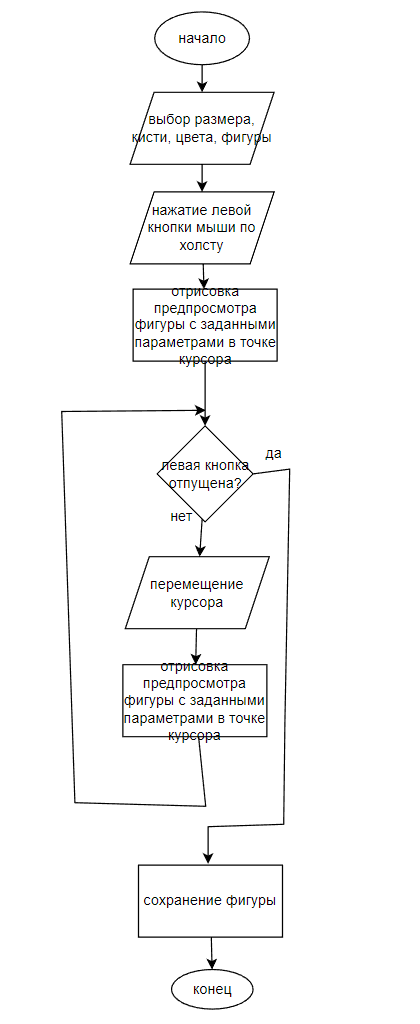 начало
выбор размера,
кисти, цвета, фигуры
нажатие левой
кнопки мыши по
холсту
отрисовка
предпросмотра
фигуры с заданными
параметрами в точке
курсора
левая кнопка
отпущена?
да
нет
перемещение
курсора
отрисовка
предпросмотра
фигуры с заданными
параметрами в точке
курсора
сохранение фигуры
конец